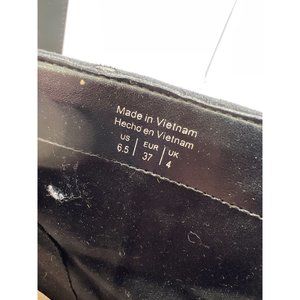 Made in Vietnam
Hecho en Vietnam
US | EUR | UK
6.5 | 37 | 4